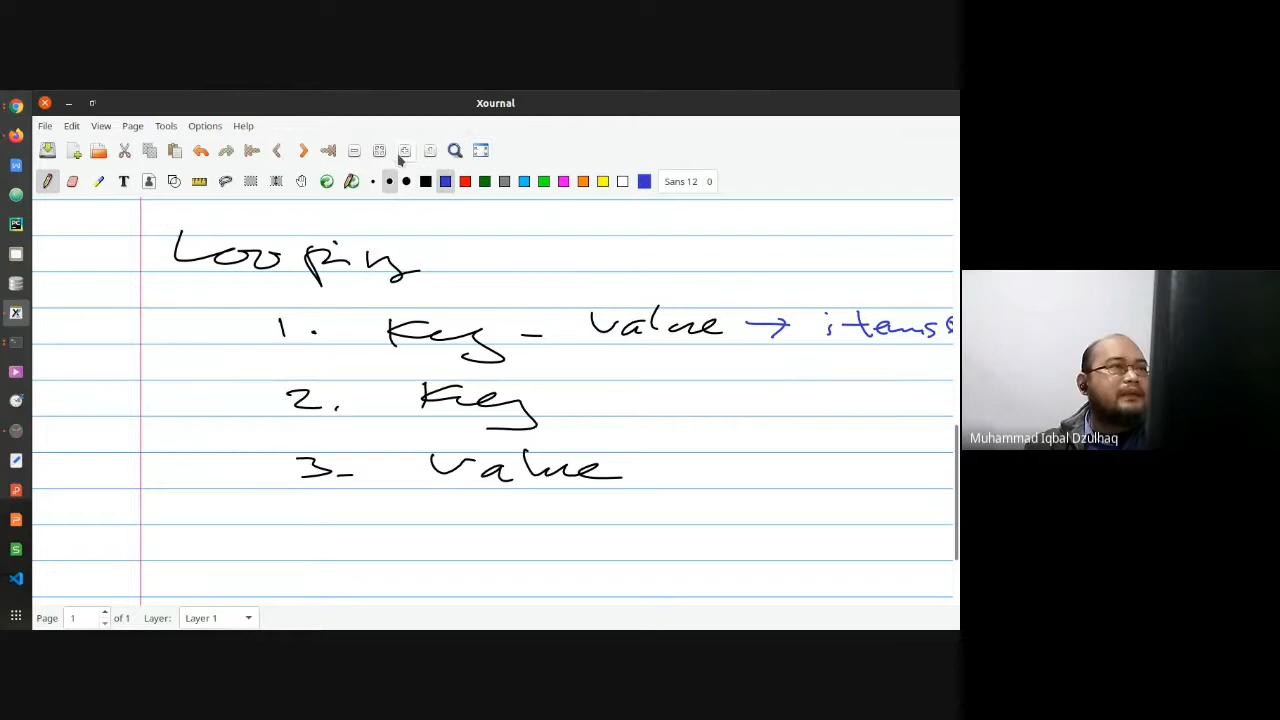 Xournal
File Edit View Page Tools Options Help
Sans 12 0
Looping
1. Key - Value → items
2. Key
3- Value
Muhammad Iqbal Dzulhaq
Page 1 of 1 Layer: Layer 1